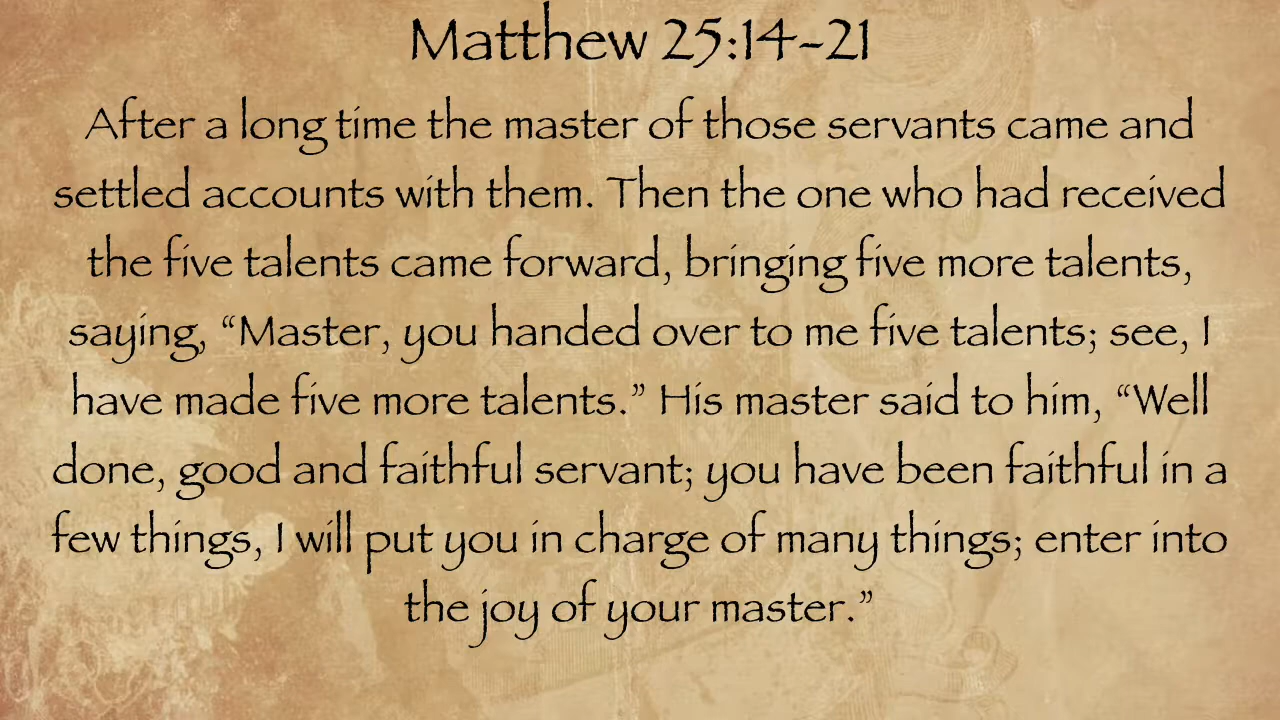 Matthew 25:14-21
After a long time the master of those servants came and
settled accounts with them. Then the one who had received
the five talents came forward, bringing five more talents,
saying, “Master, you handed over to me five talents; see, I
have made five more talents.” His master said to him, “Well
done, good and faithful servant; you have been faithful in a
few things, I will put you in charge of many things; enter into
the joy of your master.”